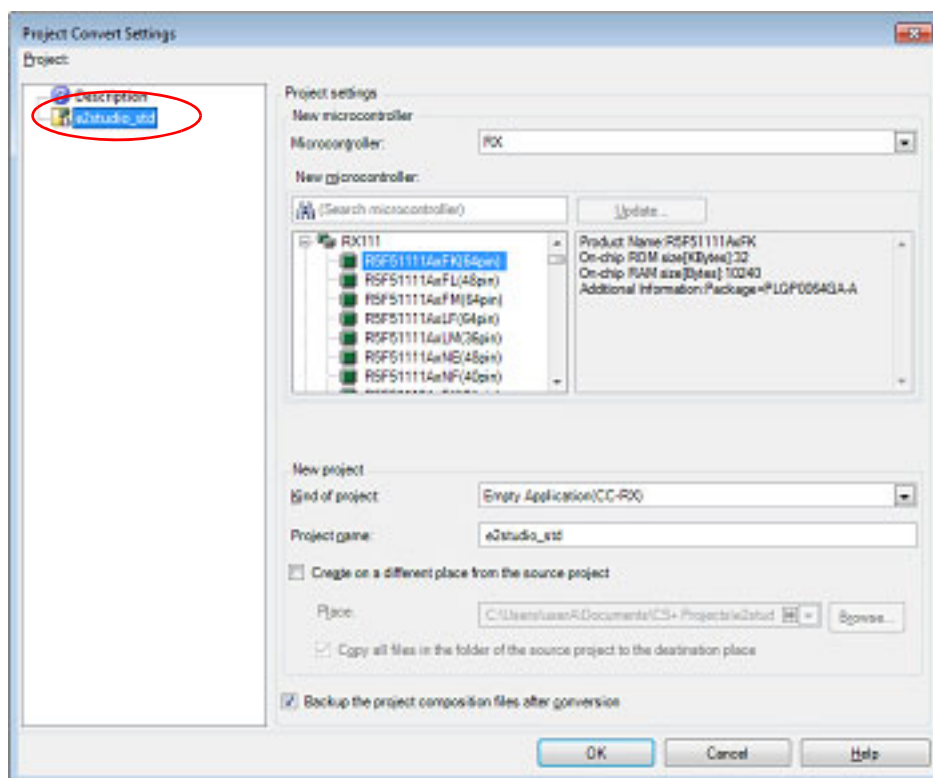 Project Convert Settings
Project:
Description
e2studio_std
Project settings
New microcontroller
Microcontroller: RX
New microcontroller:
(Search microcontroller) Update...
RX111
R5F51111AxFK(64pin)
R5F51111AxFL(48pin)
R5F51111AxFM(64pin)
R5F51111AxLF(64pin)
R5F51111AxLM(36pin)
R5F51111AxNE(48pin)
R5F51111AxNF(40pin)
Product Name:R5F51111AxFK
On-chip ROM size[KBytes]:32
On-chip RAM size[Bytes]:10240
Additional Information:Package=PLQP0064GA-A
New project
Kind of project: Empty Application(CC-RX)
Project name: e2studio_std
Create on a different place from the source project
Place: C:\Users\userA\Documents\CS+ Projects\e2stud Browse...
Copy all files in the folder of the source project to the destination place
Backup the project composition files after conversion
OK Cancel Help